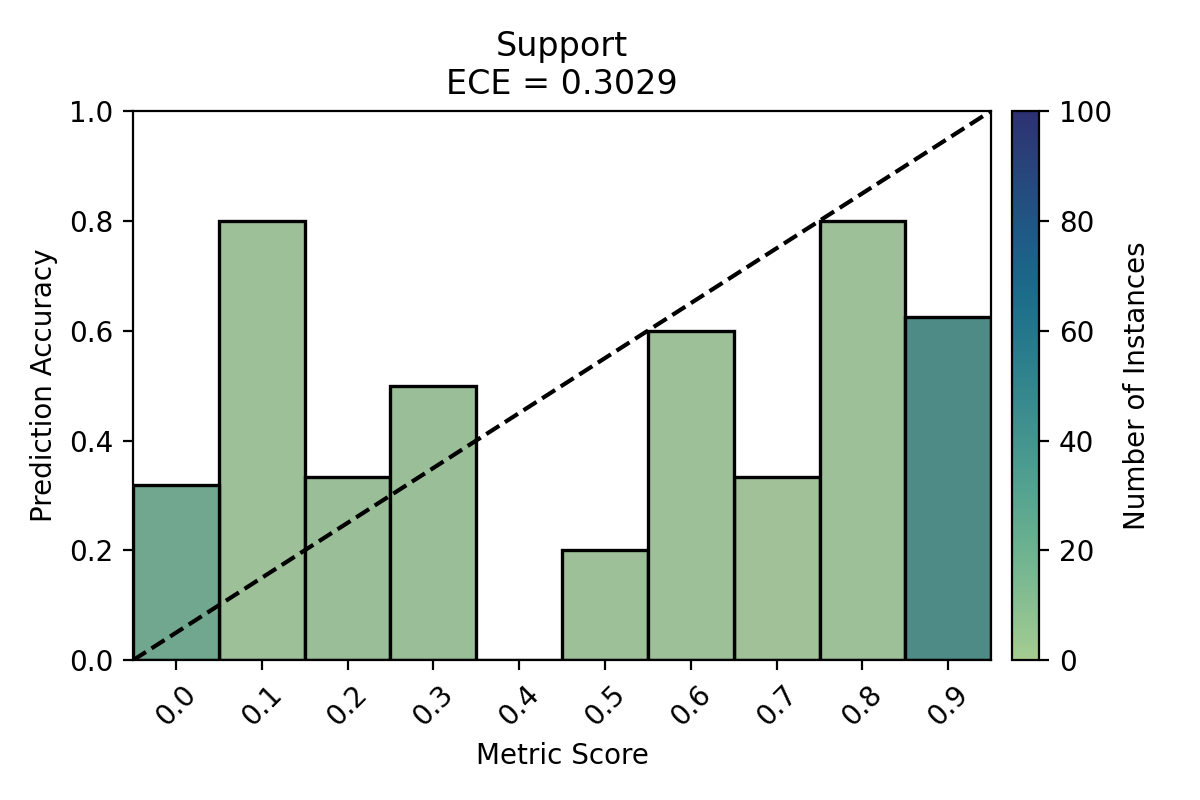 Support
ECE = 0.3029
1.0
0.8
0.6
0.4
0.2
0.0
Prediction Accuracy
0.0 0.1 0.2 0.3 0.4 0.5 0.6 0.7 0.8 0.9
Metric Score
100
80
60
40
20
0
Number of Instances